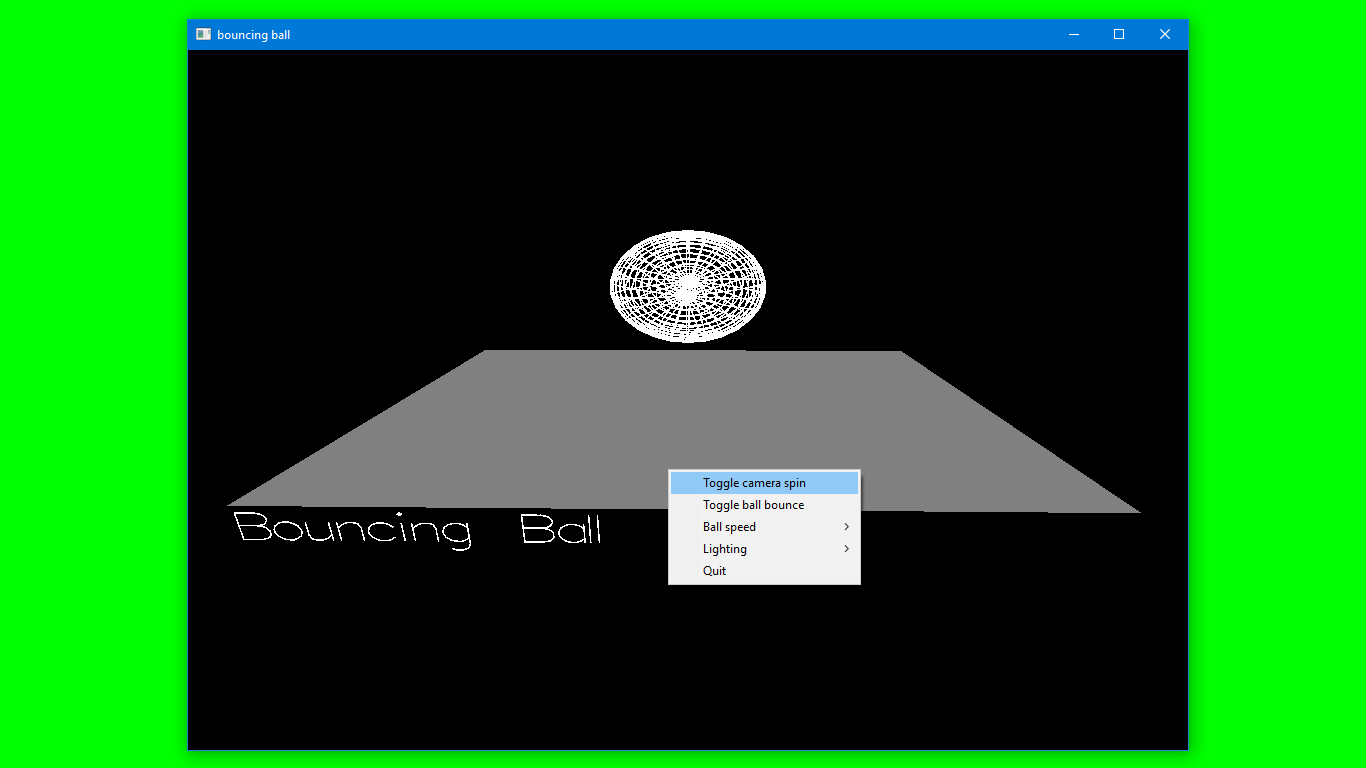 bouncing ball
Toggle camera spin
Toggle ball bounce
Ball speed
Lighting
Quit
Bouncing Ball